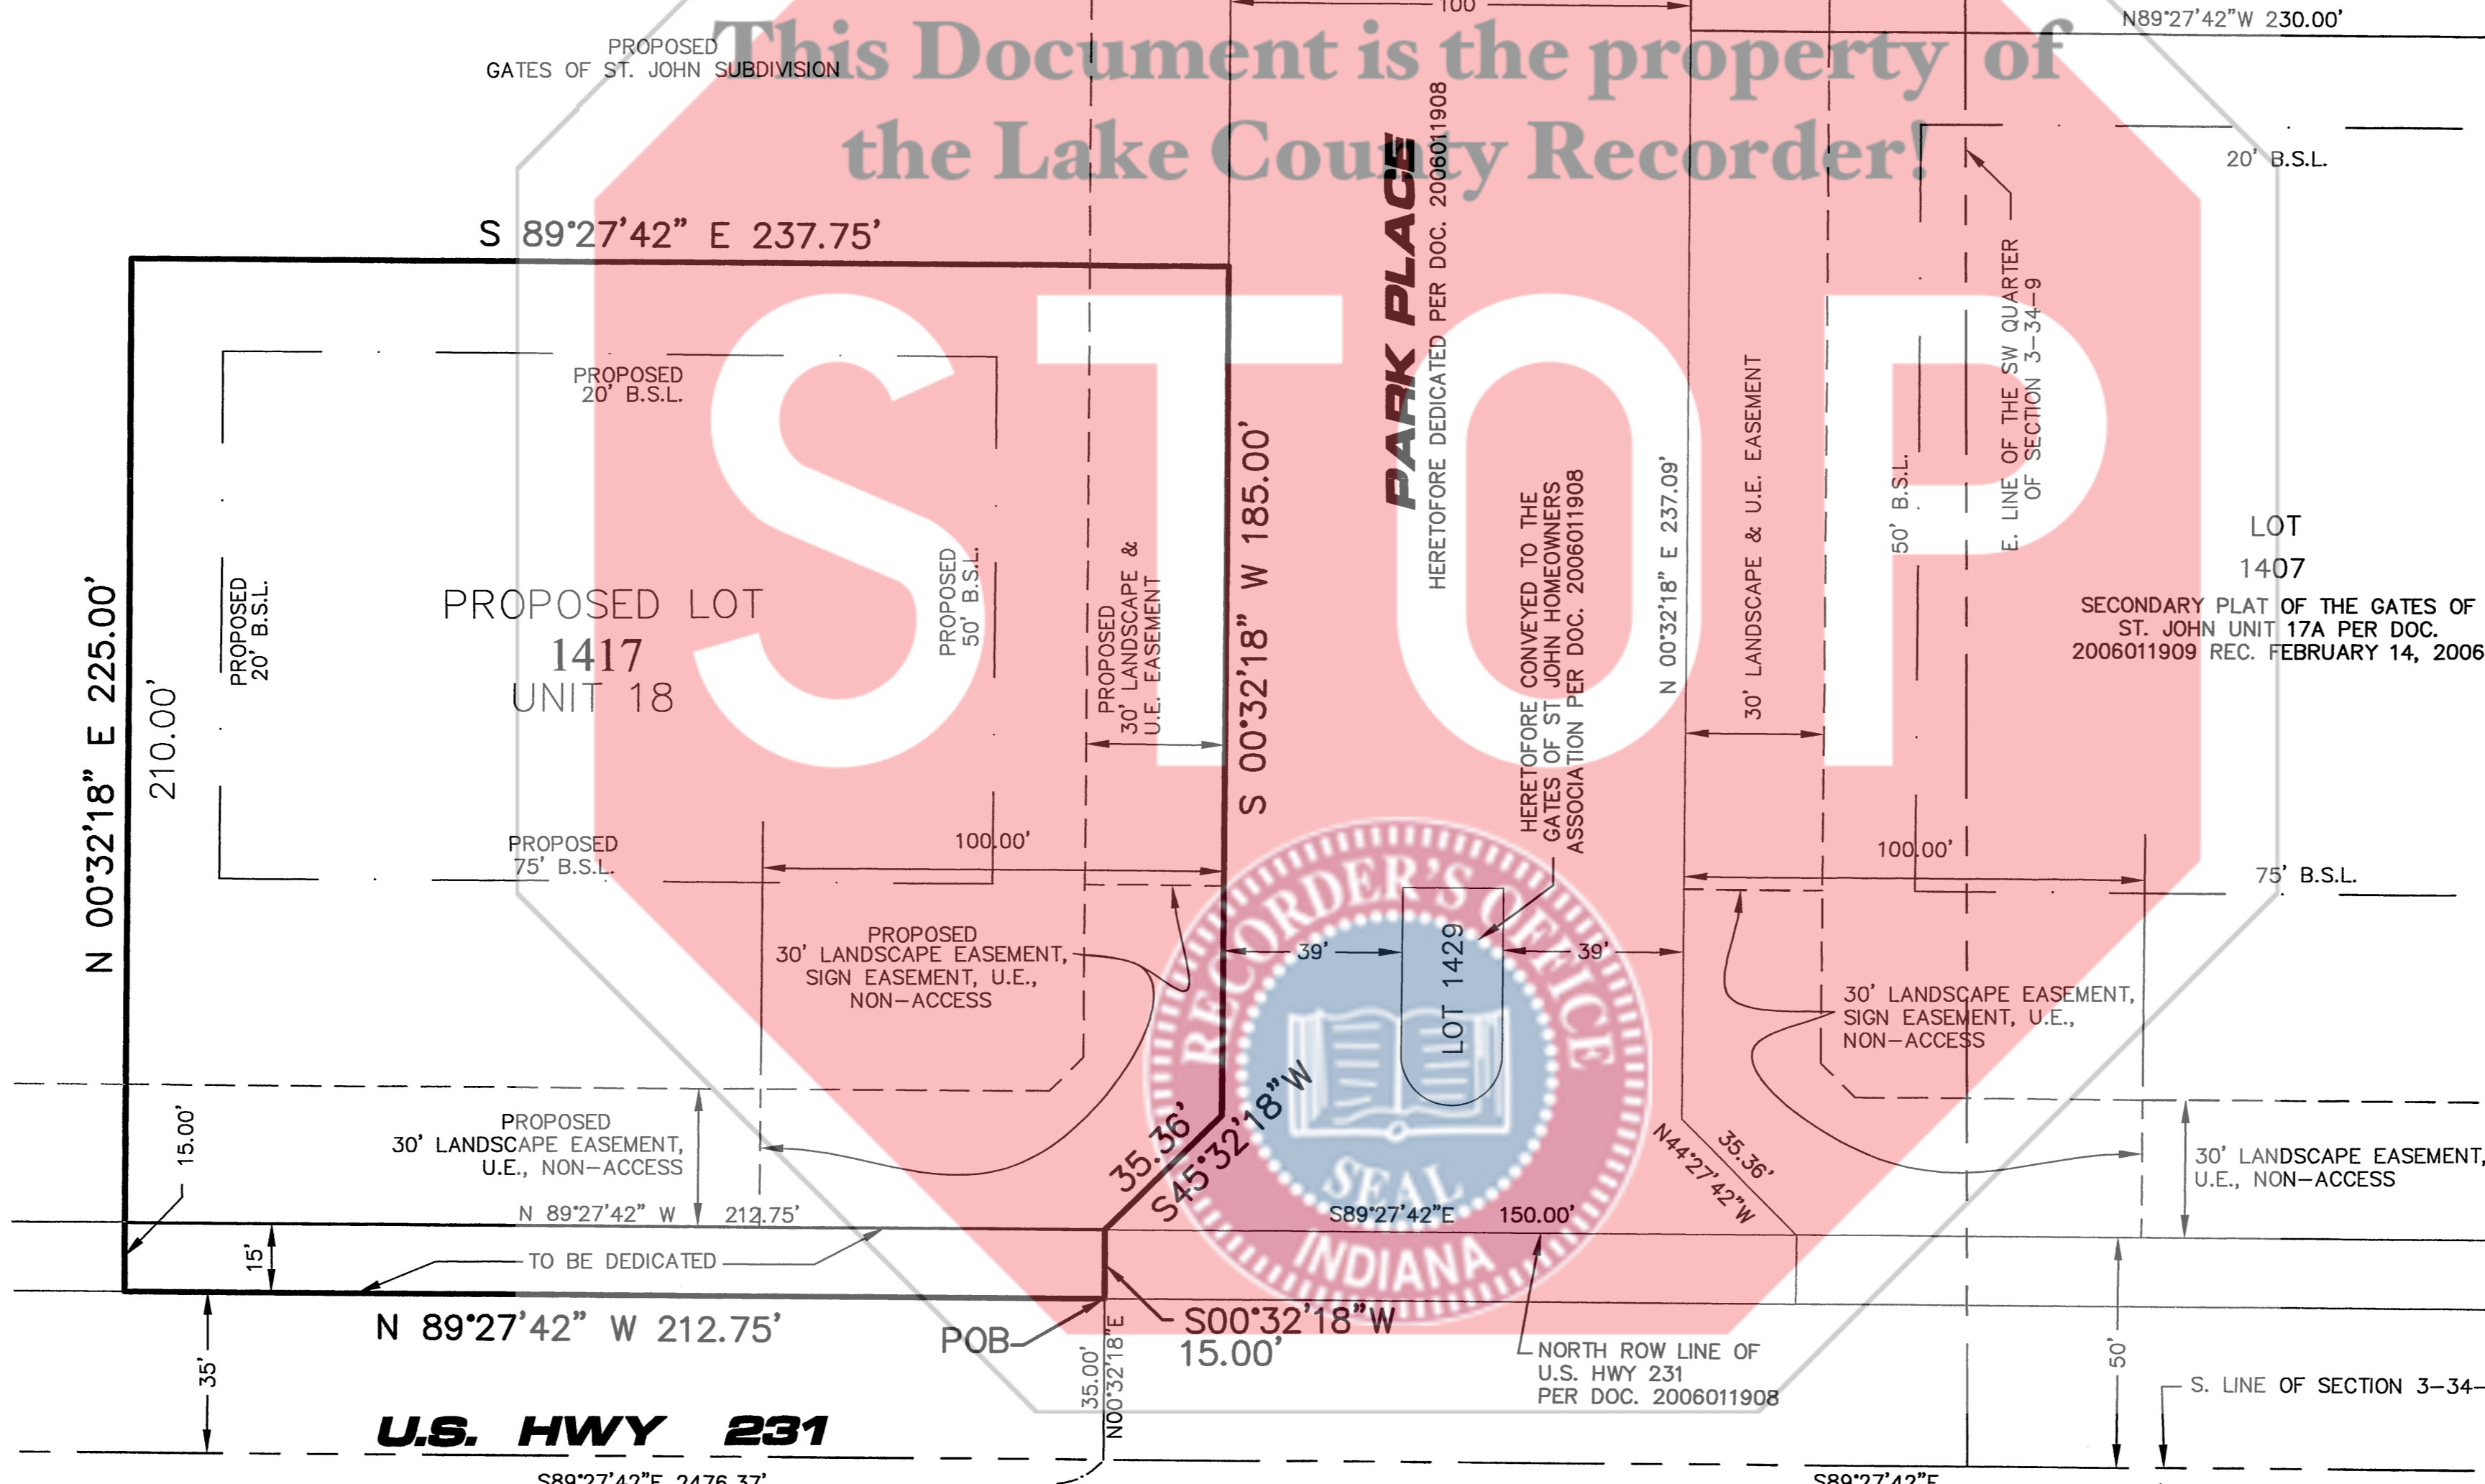 100'
N89°27'42"W 230.00'
PROPOSED
GATES OF ST. JOHN SUBDIVISION
This Document is the property of
the Lake County Recorder!
20' B.S.L.
S 89°27'42" E 237.75'
PARK PLACE
HERETOFORE DEDICATED PER DOC. 2006011908
E. LINE OF THE SW QUARTER
OF SECTION 3-34-9
STOP
PROPOSED
20' B.S.L.
N 00°32'18" E 225.00'
210.00'
PROPOSED
20' B.S.L.
PROPOSED LOT
1417
UNIT 18
PROPOSED
50' B.S.L.
PROPOSED
30' LANDSCAPE &
U.E. EASEMENT
S 00°32'18" W 185.00'
HERETOFORE CONVEYED TO THE
GATES OF ST JOHN HOMEOWNERS
ASSOCIATION PER DOC. 2006011908
N 00°32'18" E 237.09'
30' LANDSCAPE & U.E. EASEMENT
50' B.S.L.
LOT
1407
SECONDARY PLAT OF THE GATES OF
ST. JOHN UNIT 17A PER DOC.
2006011909 REC. FEBRUARY 14, 2006
PROPOSED
75' B.S.L.
100.00'
100.00'
75' B.S.L.
PROPOSED
30' LANDSCAPE EASEMENT,
SIGN EASEMENT, U.E.,
NON-ACCESS
39'
LOT 1429
39'
30' LANDSCAPE EASEMENT,
SIGN EASEMENT, U.E.,
NON-ACCESS
RECORDER'S OFFICE
SEAL
INDIANA
15.00'
PROPOSED
30' LANDSCAPE EASEMENT,
U.E., NON-ACCESS
35.36'
S45°32'18"W
35.36'
N44°27'42"W
30' LANDSCAPE EASEMENT,
U.E., NON-ACCESS
N 89°27'42" W 212.75'
S89°27'42"E 150.00'
15'
TO BE DEDICATED
N 89°27'42" W 212.75'
POB
S00°32'18"W
15.00'
35'
35.00'
N00°32'18"E
NORTH ROW LINE OF
U.S. HWY 231
PER DOC. 2006011908
50'
S. LINE OF SECTION 3-34-
U.S. HWY 231
S89°27'42"E 2476.37'
S89°27'42"E